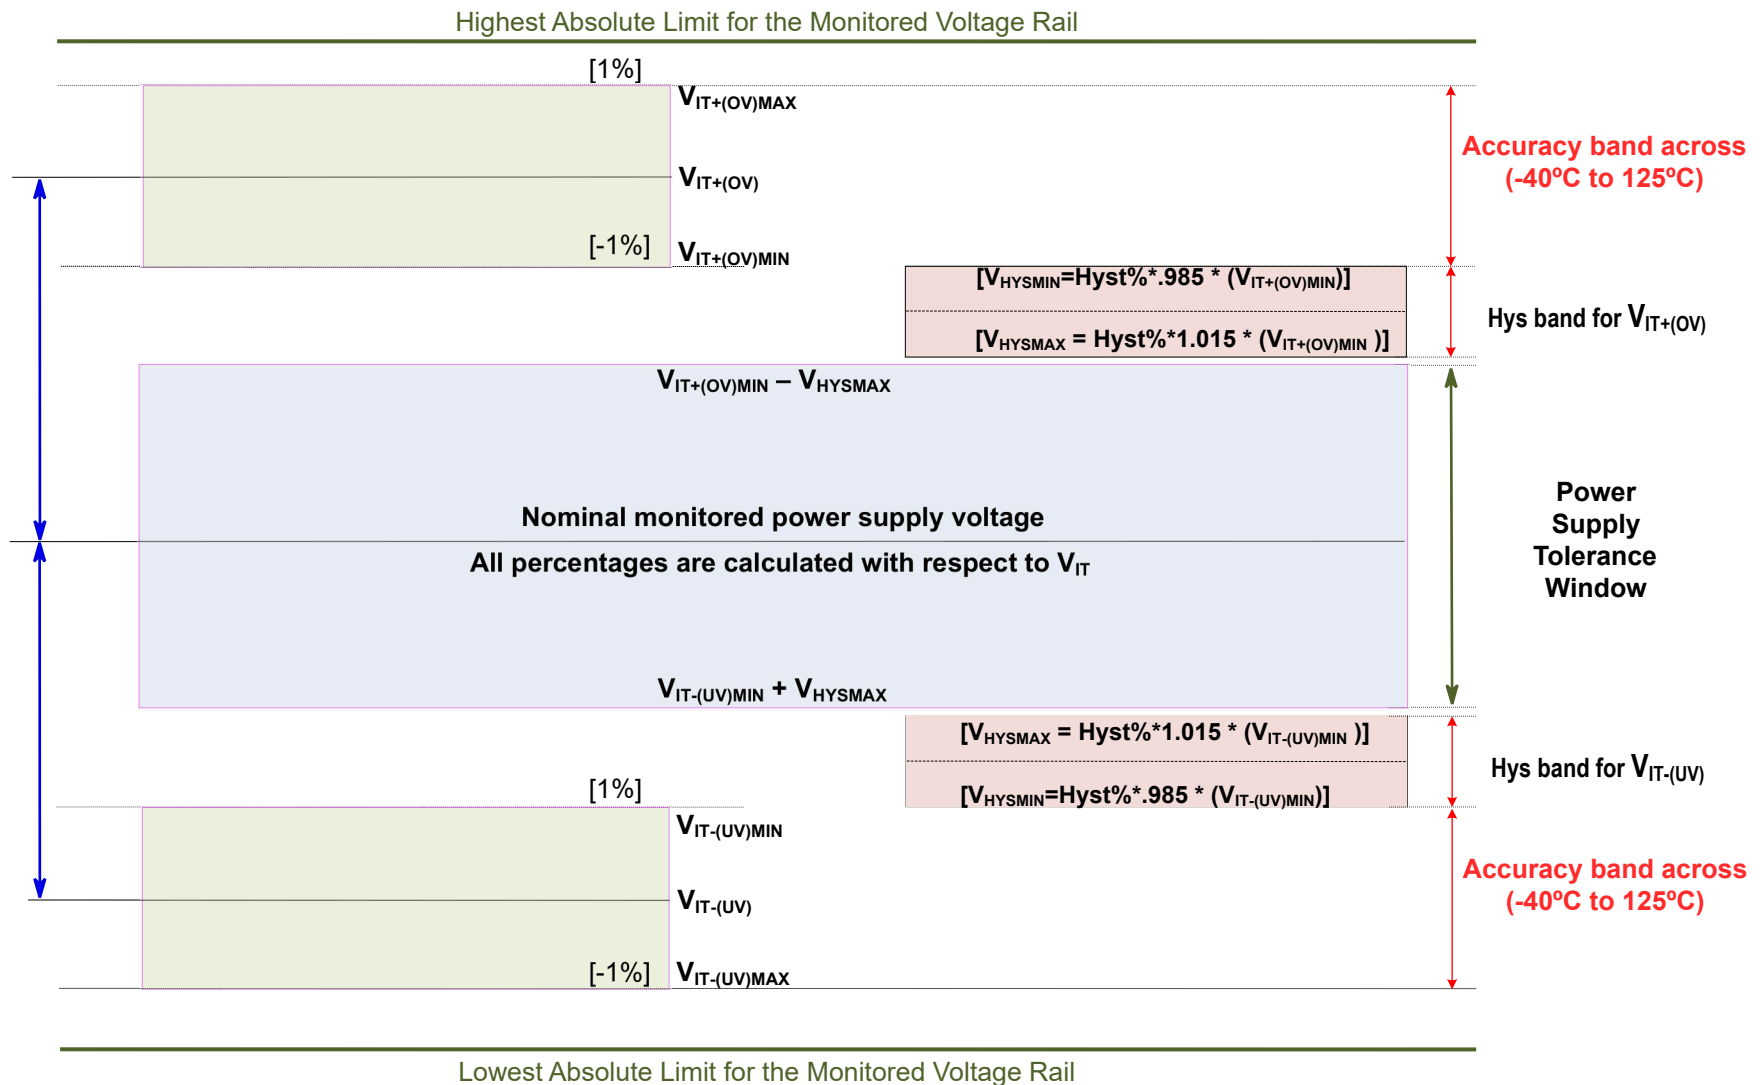 Highest Absolute Limit for the Monitored Voltage Rail
[1%]
VIT+(OV)MAX
Accuracy band across
(-40ºC to 125ºC)
VIT+(OV)
[-1%]
VIT+(OV)MIN
[VHYSMIN=Hyst%*.985 * (VIT+(OV)MIN)]
Hys band for VIT+(OV)
[VHYSMAX = Hyst%*1.015 * (VIT+(OV)MIN )]
VIT+(OV)MIN – VHYSMAX
Nominal monitored power supply voltage
All percentages are calculated with respect to VIT
Power
Supply
Tolerance
Window
VIT-(UV)MIN + VHYSMAX
[VHYSMAX = Hyst%*1.015 * (VIT-(UV)MIN )]
Hys band for VIT-(UV)
[VHYSMIN=Hyst%*.985 * (VIT-(UV)MIN)]
[1%]
VIT-(UV)MIN
Accuracy band across
(-40ºC to 125ºC)
VIT-(UV)
[-1%]
VIT-(UV)MAX
Lowest Absolute Limit for the Monitored Voltage Rail